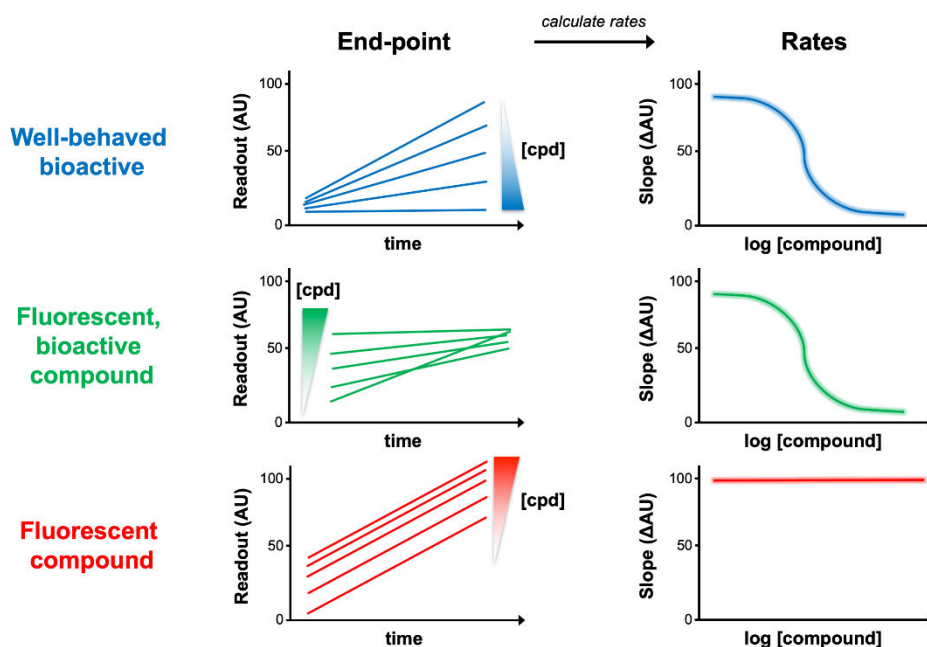 End-point
calculate rates
Rates
Well-behaved
bioactive
Readout (AU)
100
50
0
time
[cpd]
Slope (ΔAU)
100
50
0
log [compound]
Fluorescent,
bioactive
compound
Readout (AU)
100
50
0
[cpd]
time
Slope (ΔAU)
100
50
0
log [compound]
Fluorescent
compound
Readout (AU)
100
50
0
time
[cpd]
Slope (ΔAU)
100
50
0
log [compound]